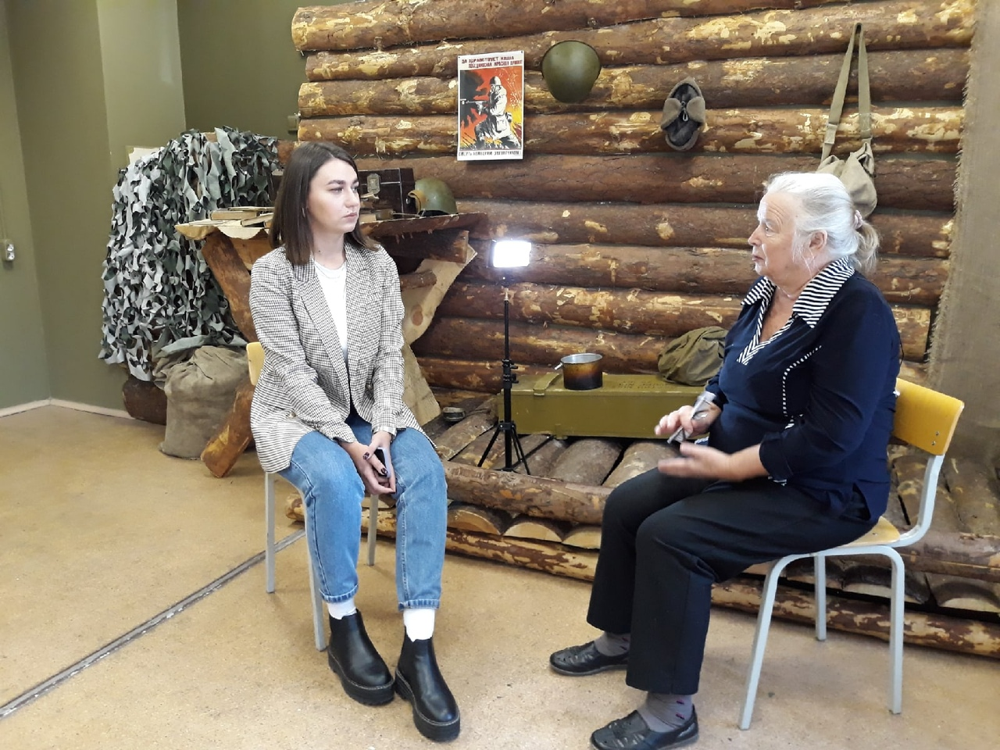 ДА ЗДРАВСТВУЕТ НАША
ПОБЕДОНОСНАЯ КРАСНАЯ АРМИЯ!
СМЕРТЬ НЕМЕЦКИМ ЗАХВАТЧИКАМ!